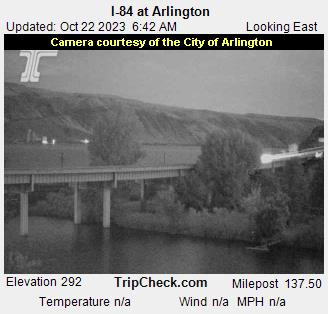 I-84 at Arlington
Updated: Oct 22 2023 6:42 AM Looking East
Camera courtesy of the City of Arlington
Elevation 292 TripCheck.com Milepost 137.50
Temperature n/a Wind n/a MPH n/a